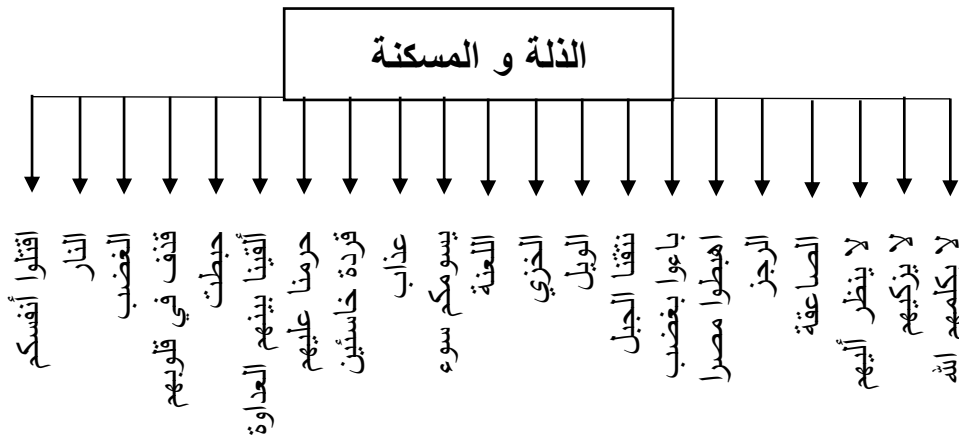 الذلة و المسكنة
لا يكلمهم الله
لا يزكيهم
لا ينظر أليهم
الصاعقة
الرجز
اهبطوا مصرا
باءوا بغضب
نتقنا الجبل
الويل
الخزي
اللعنة
يسومكم سوء
عذاب
قردة خاسئين
حرمنا عليهم
ألقينا بينهم العداوة
حبطت
قذف في قلوبهم
الغضب
النار
اقتلوا أنفسكم